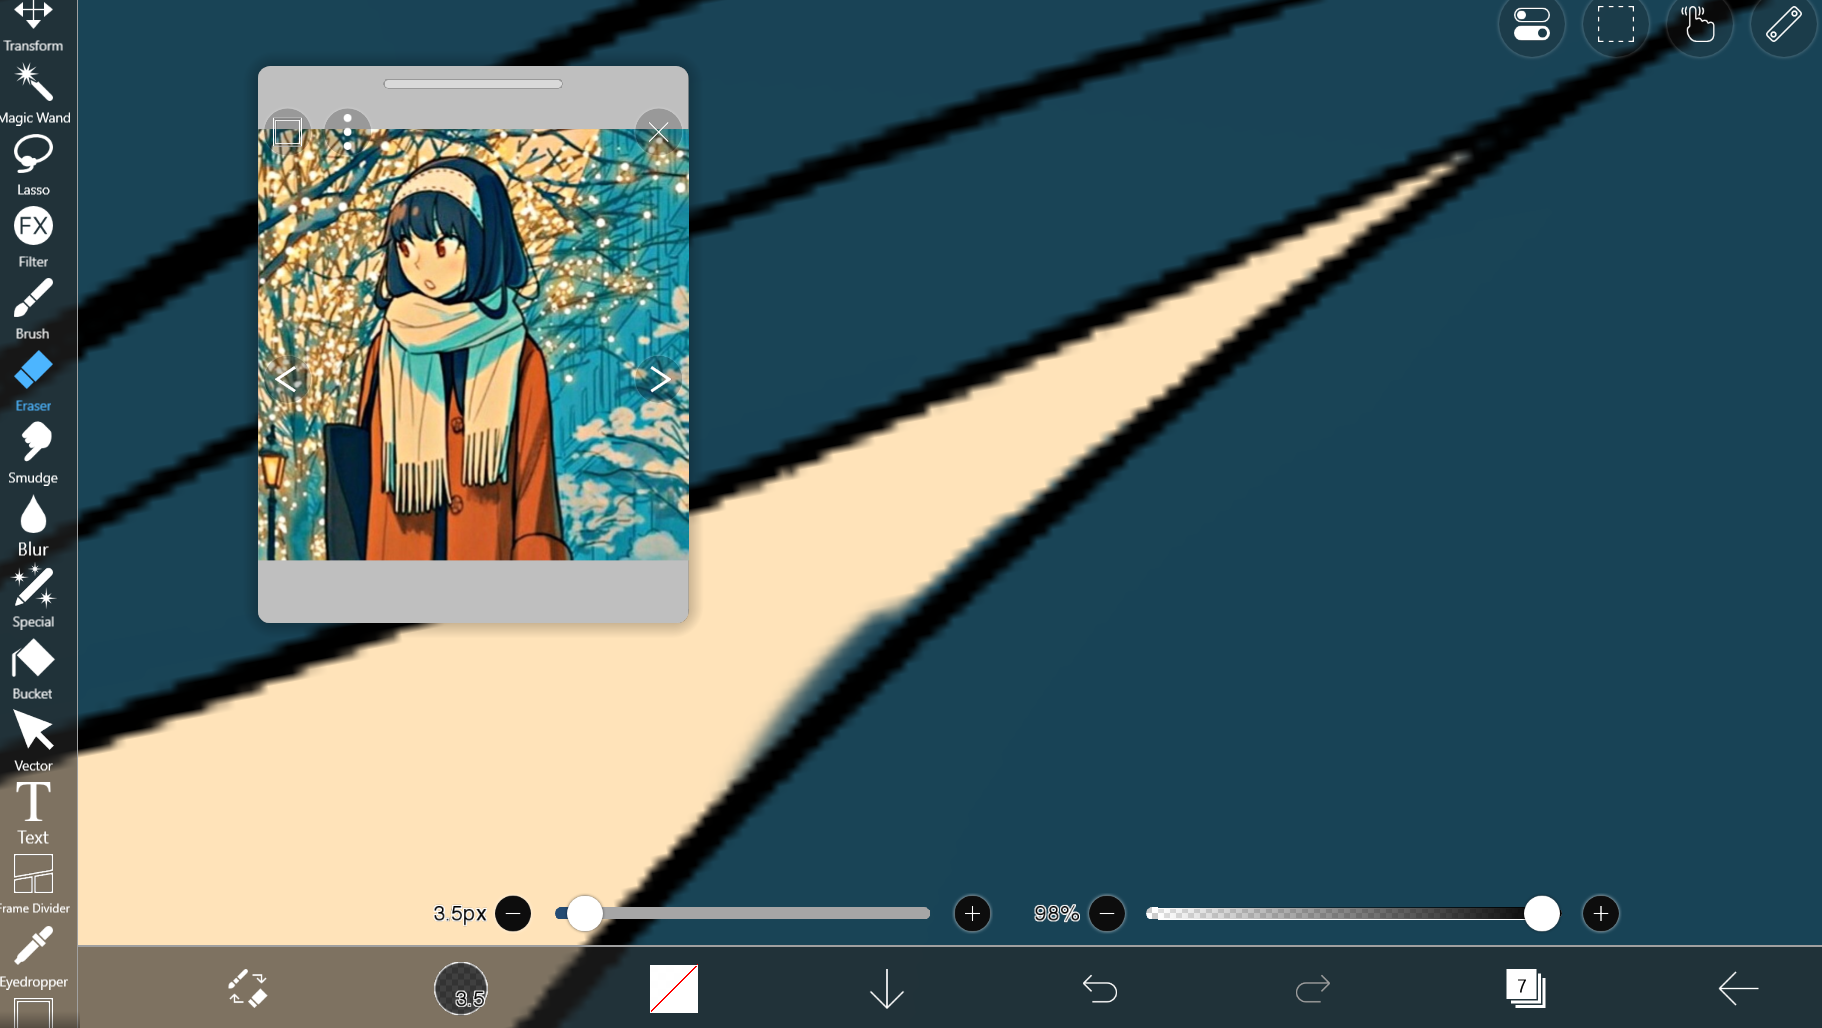 Transform
Magic Wand
Lasso
FX
Filter
Brush
Eraser
Smudge
Blur
Special
Bucket
Vector
T
Text
Frame Divider
Eyedropper
3.5px
98%
3.5
7